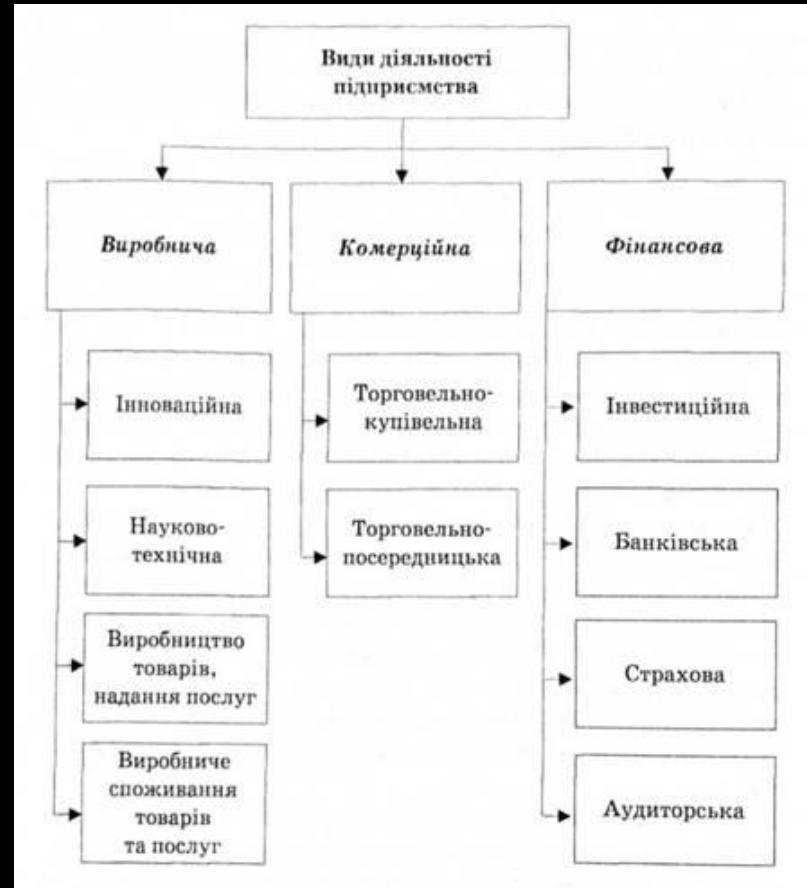 Види діяльності
підприємства
Виробнича
Комерційна
Фінансова
Інноваційна
Торговельно-
купівельна
Інвестиційна
Науково-
технічна
Торговельно-
посередницька
Банківська
Виробництво
товарів,
надання послуг
Страхова
Виробниче
споживання
товарів
та послуг
Аудиторська